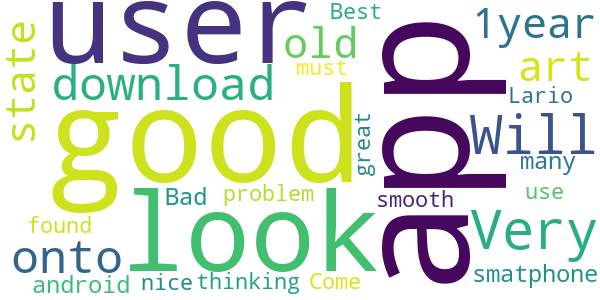 user
Best
1year
state
old
must
art
download
app
Lario
good
great
Will
many
look
Bad
problem
smooth
use
Very
found
onto
android
nice
thinking
Come
smatphone